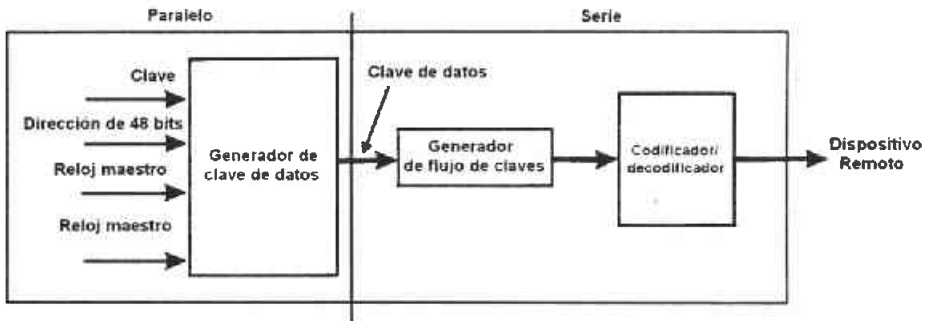 Paralelo
Serie
Clave
Dirección de 48 bits
Reloj maestro
Reloj maestro
Generador de
clave de datos
Clave de datos
Generador
de flujo de claves
Codificador/
decodificador
Dispositivo
Remoto